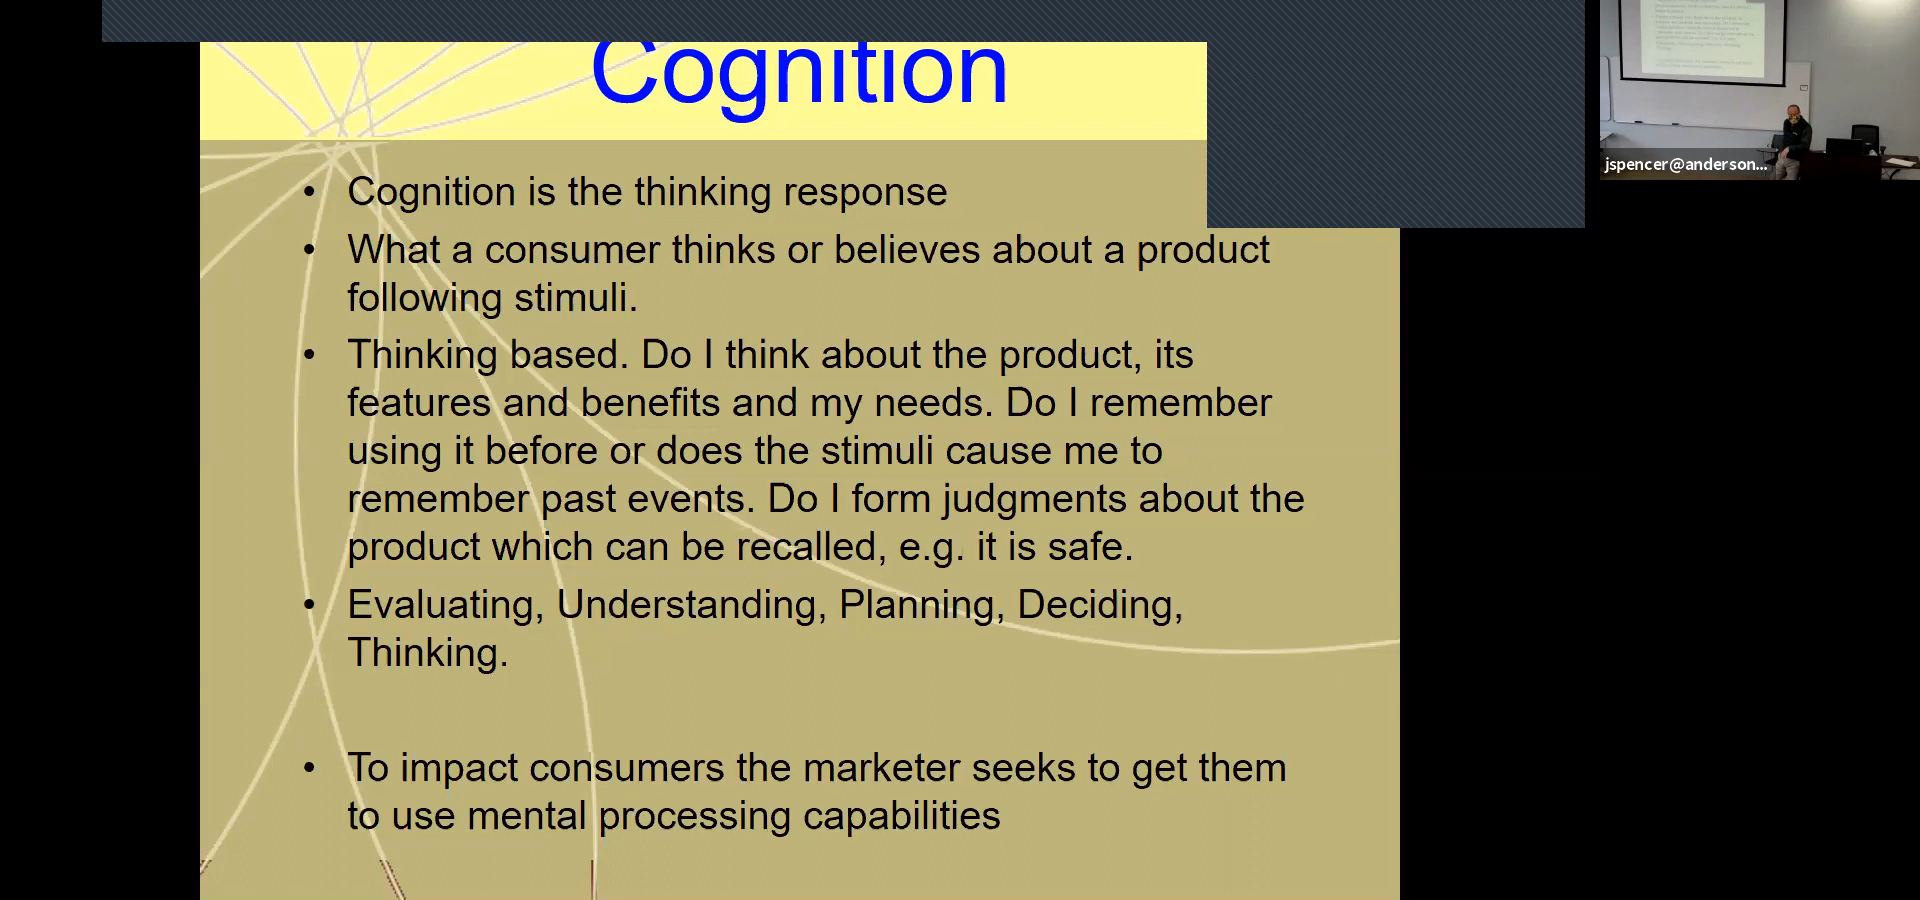 Cognition
• Cognition is the thinking response
• What a consumer thinks or believes about a product
following stimuli.
• Thinking based. Do I think about the product, its
features and benefits and my needs. Do I remember
using it before or does the stimuli cause me to
remember past events. Do I form judgments about the
product which can be recalled, e.g. it is safe.
• Evaluating, Understanding, Planning, Deciding,
Thinking.
• To impact consumers the marketer seeks to get them
to use mental processing capabilities
jspencer@anderson...